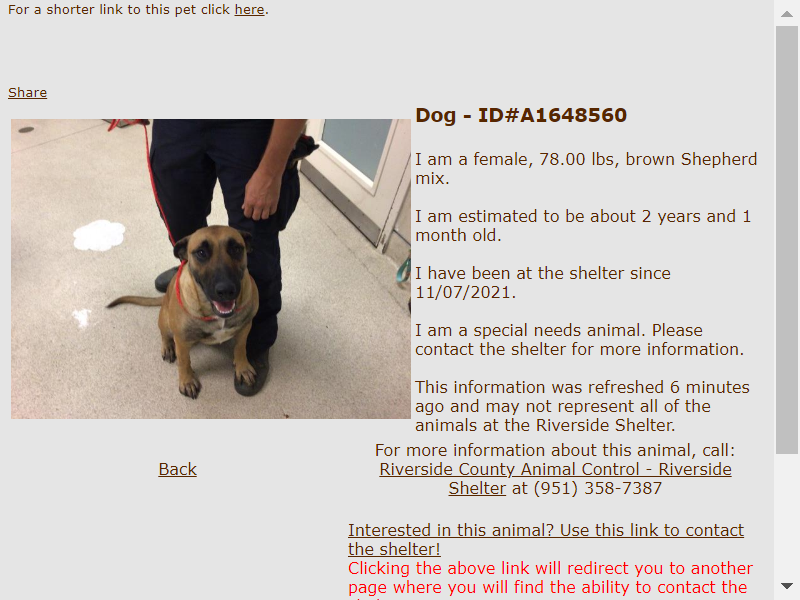 For a shorter link to this pet click here.
Share
Dog - ID#A1648560
I am a female, 78.00 lbs, brown Shepherd
mix.
I am estimated to be about 2 years and 1
month old.
I have been at the shelter since
11/07/2021.
I am a special needs animal. Please
contact the shelter for more information.
This information was refreshed 6 minutes
ago and may not represent all of the
animals at the Riverside Shelter.
Back
For more information about this animal, call:
Riverside County Animal Control - Riverside
Shelter at (951) 358-7387
Interested in this animal? Use this link to contact
the shelter!
Clicking the above link will redirect you to another
page where you will find the ability to contact the